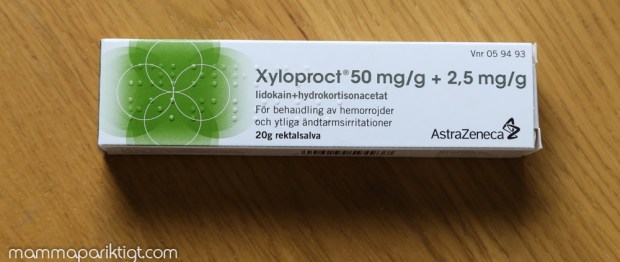 Vnr 05 94 93
Xyloproct® 50 mg/g + 2,5 mg/g
lidokain+hydrokortisonacetat
För behandling av hemorrojder
och ytliga ändtarmsirritationer
20g rektalsalva
AstraZeneca
mammapariktigt.com